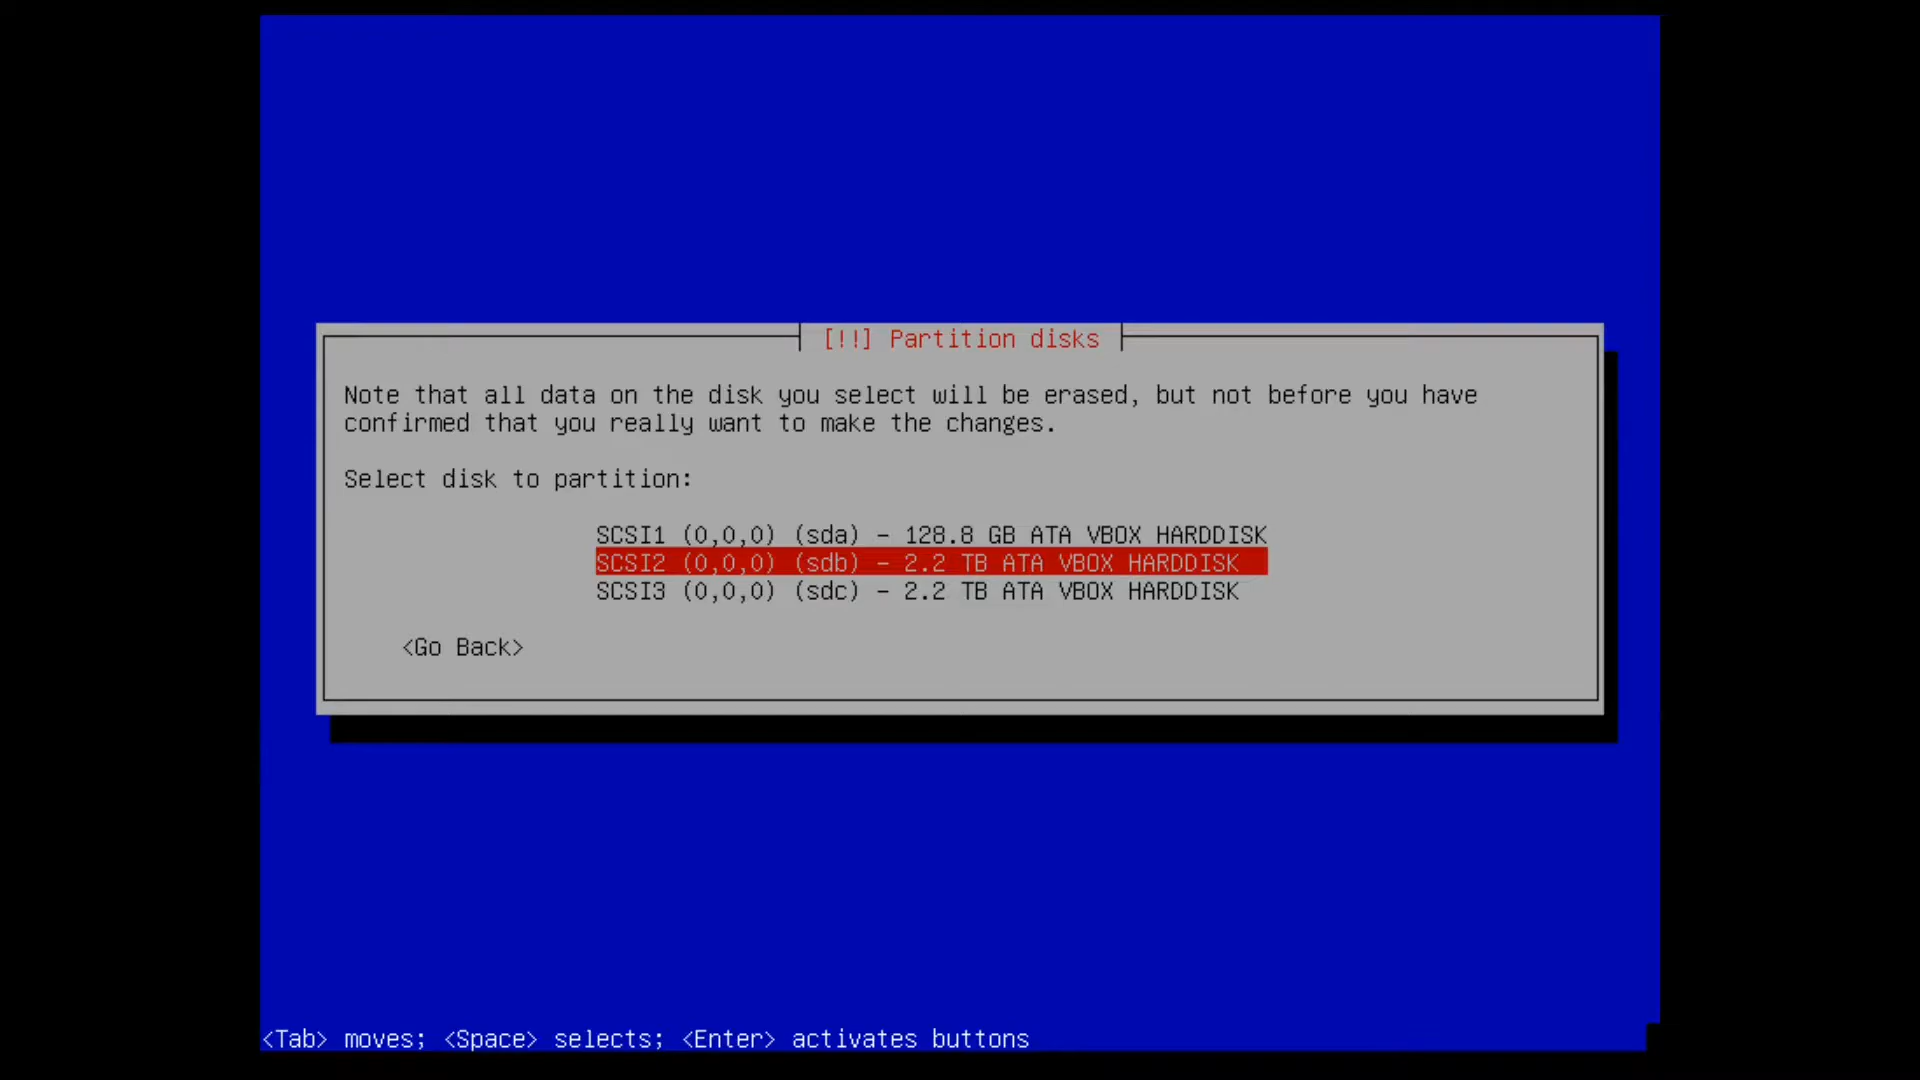 [!!] Partition disks
Note that all data on the disk you select will be erased, but not before you have
confirmed that you really want to make the changes.
Select disk to partition:
SCSI1 (0,0,0) (sda) - 128.8 GB ATA VBOX HARDDISK
SCSI2 (0,0,0) (sdb) - 2.2 TB ATA VBOX HARDDISK
SCSI3 (0,0,0) (sdc) - 2.2 TB ATA VBOX HARDDISK
<Go Back>
<Tab> moves; <Space> selects; <Enter> activates buttons